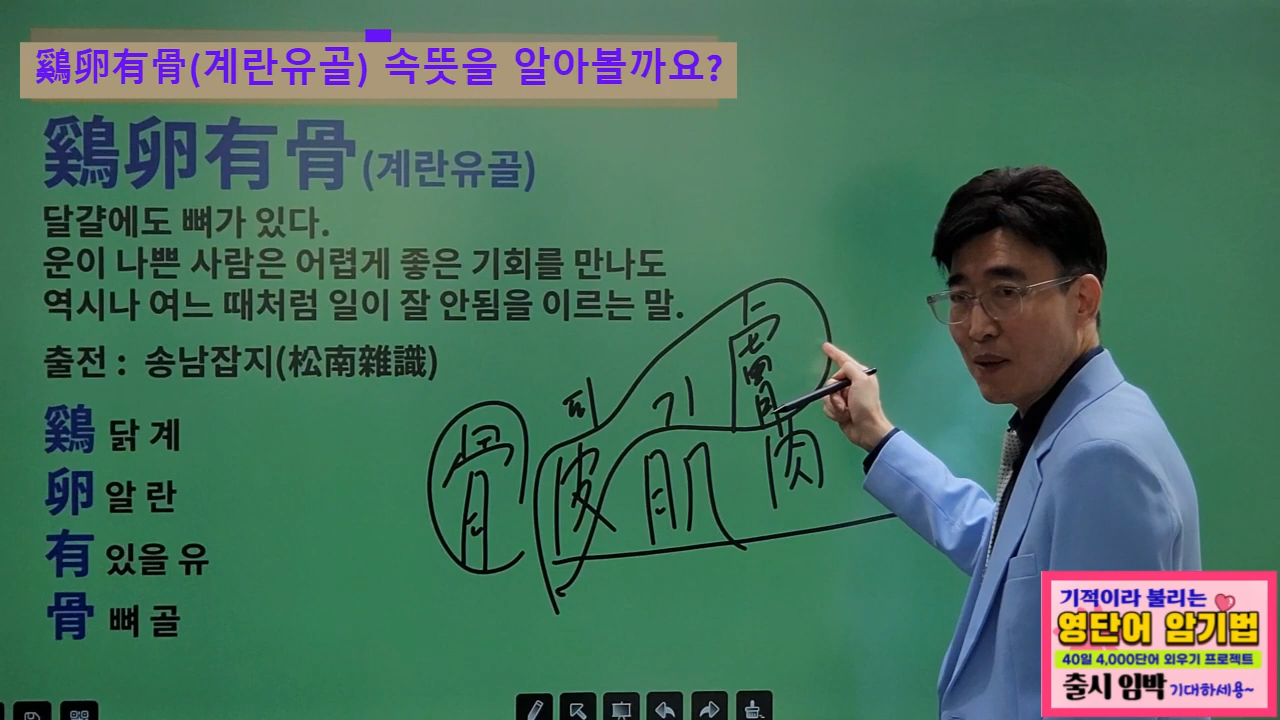 鷄卵有骨(계란유골) 속뜻을 알아볼까요?
鷄卵有骨(계란유골)
달걀에도 뼈가 있다.
운이 나쁜 사람은 어렵게 좋은 기회를 만나도
역시나 여느 때처럼 일이 잘 안됨을 이르는 말.
출전 : 송남잡지(松南雜識)
鷄 닭 계
卵 알 란
有 있을 유
骨 뼈 골
피 기
骨 皮 肌 肉
기적이라 불리는
영단어 암기법
40일 4,000단어 외우기 프로젝트
출시 임박 기대하세용~